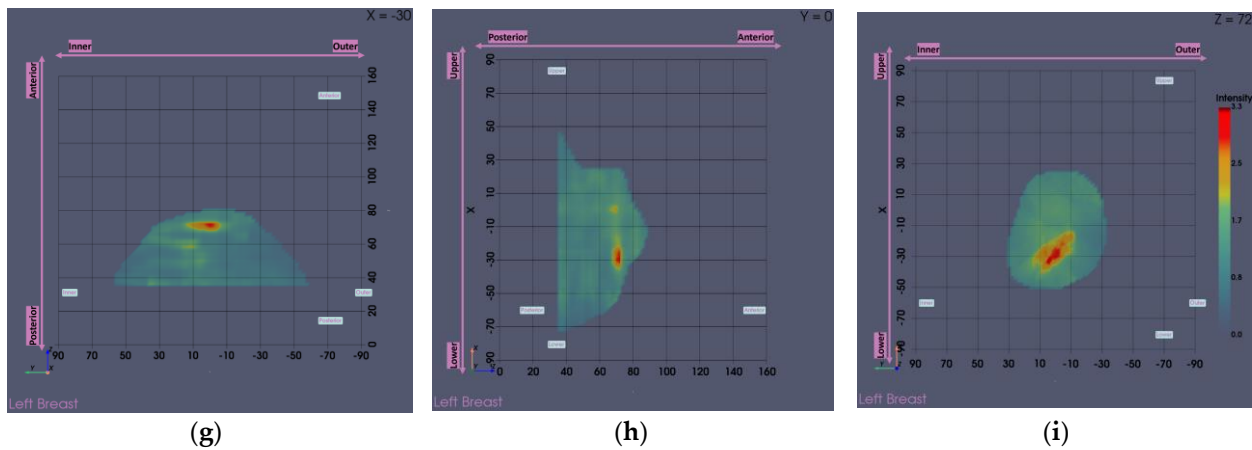 X = -30
Inner Outer
Anterior
Posterior
160
140
120
100
80
60
40
20
0
Anterior
Inner Outer
Posterior
90 70 50 30 10 -10 -30 -50 -70 -90
Left Breast
(g)
Y = 0
Posterior Anterior
Upper
Lower
X
90
70
50
30
10
-10
-30
-50
-70
-90
Upper
Posterior Anterior
Lower
0 20 40 60 80 100 120 140 160
Left Breast
(h)
Z = 72
Inner Outer
Upper
Lower
X
90
70
50
30
10
-10
-30
-50
-70
-90
Upper
Inner Outer
Lower
90 70 50 30 10 -10 -30 -50 -70 -90
Intensity
3.3
2.5
1.7
0.8
0.0
Left Breast
(i)